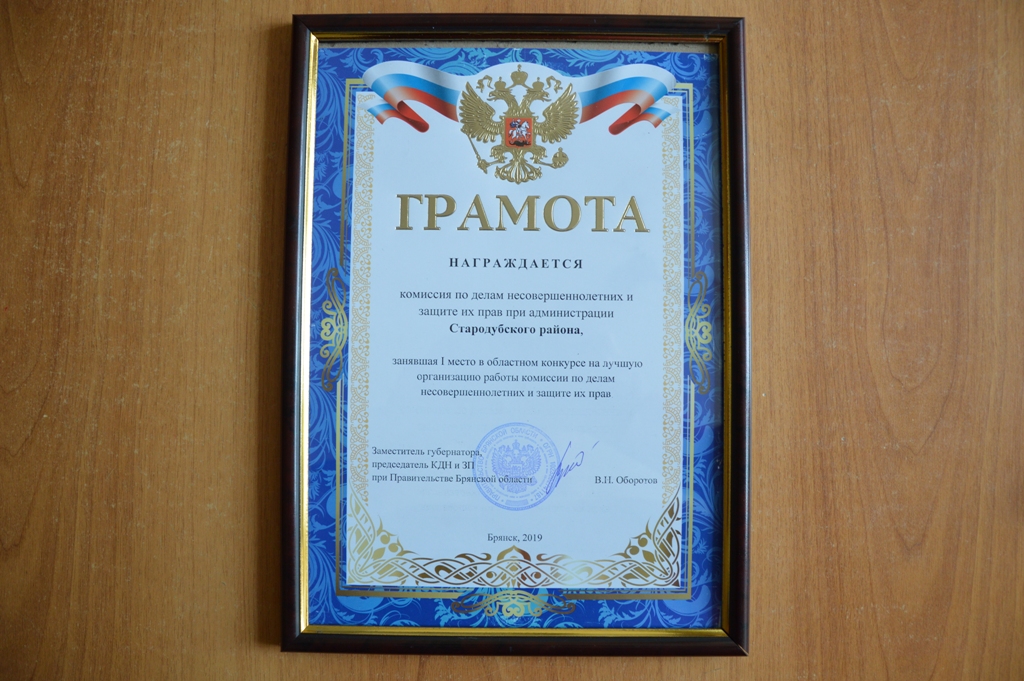 ГРАМОТА
НАГРАЖДАЕТСЯ
комиссия по делам несовершеннолетних и
защите их прав при администрации
Стародубского района,
занявшая I место в областном конкурсе на лучшую
организацию работы комиссии по делам
несовершеннолетних и защите их прав
Заместитель губернатора,
председатель КДН и ЗП
при Правительстве Брянской области
В.И. Оборотов
Брянск, 2019